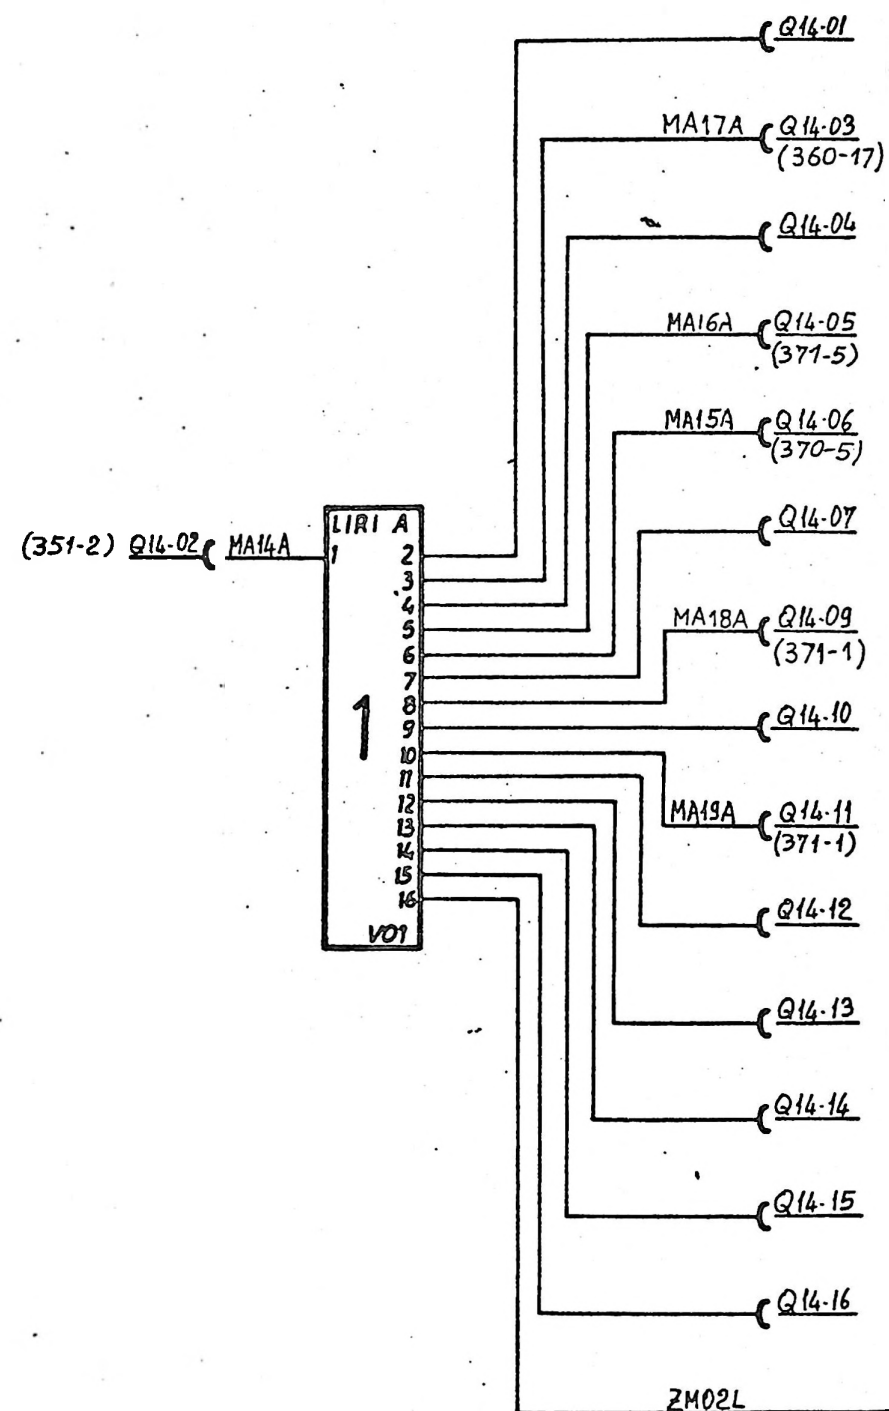 Q14-01
MA17A Q14-03
(360-17)
Q14-04
MA16A Q14-05
(371-5)
MA15A Q14-06
(370-5)
Q14-07
(351-2) Q14-02 MA14A
LIRI A
1 2
3
4
5
6
7
8
9
10
11
12
13
14
15
16
1
V01
MA18A Q14-09
(371-1)
Q14-10
MA19A Q14-11
(371-1)
Q14-12
Q14-13
Q14-14
Q14-15
Q14-16
ZM02L